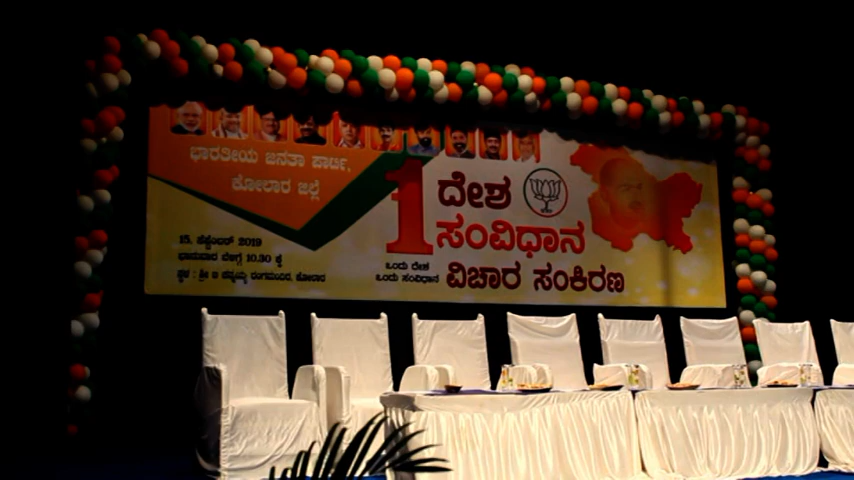 ಭಾರತೀಯ ಜನತಾ ಪಾರ್ಟಿ,
ಕೋಲಾರ ಜಿಲ್ಲೆ
15, ಸೆಪ್ಟೆಂಬರ್ 2019
ಭಾನುವಾರ ಬೆಳಗ್ಗೆ 10.30 ಕ್ಕೆ
ಸ್ಥಳ : ಶ್ರೀ ಟಿ ಚನ್ನಯ್ಯ ರಂಗಮಂದಿರ, ಕೋಲಾರ
1 ದೇಶ
ಸಂವಿಧಾನ
ಒಂದು ದೇಶ
ಒಂದು ಸಂವಿಧಾನ
ವಿಚಾರ ಸಂಕಿರಣ